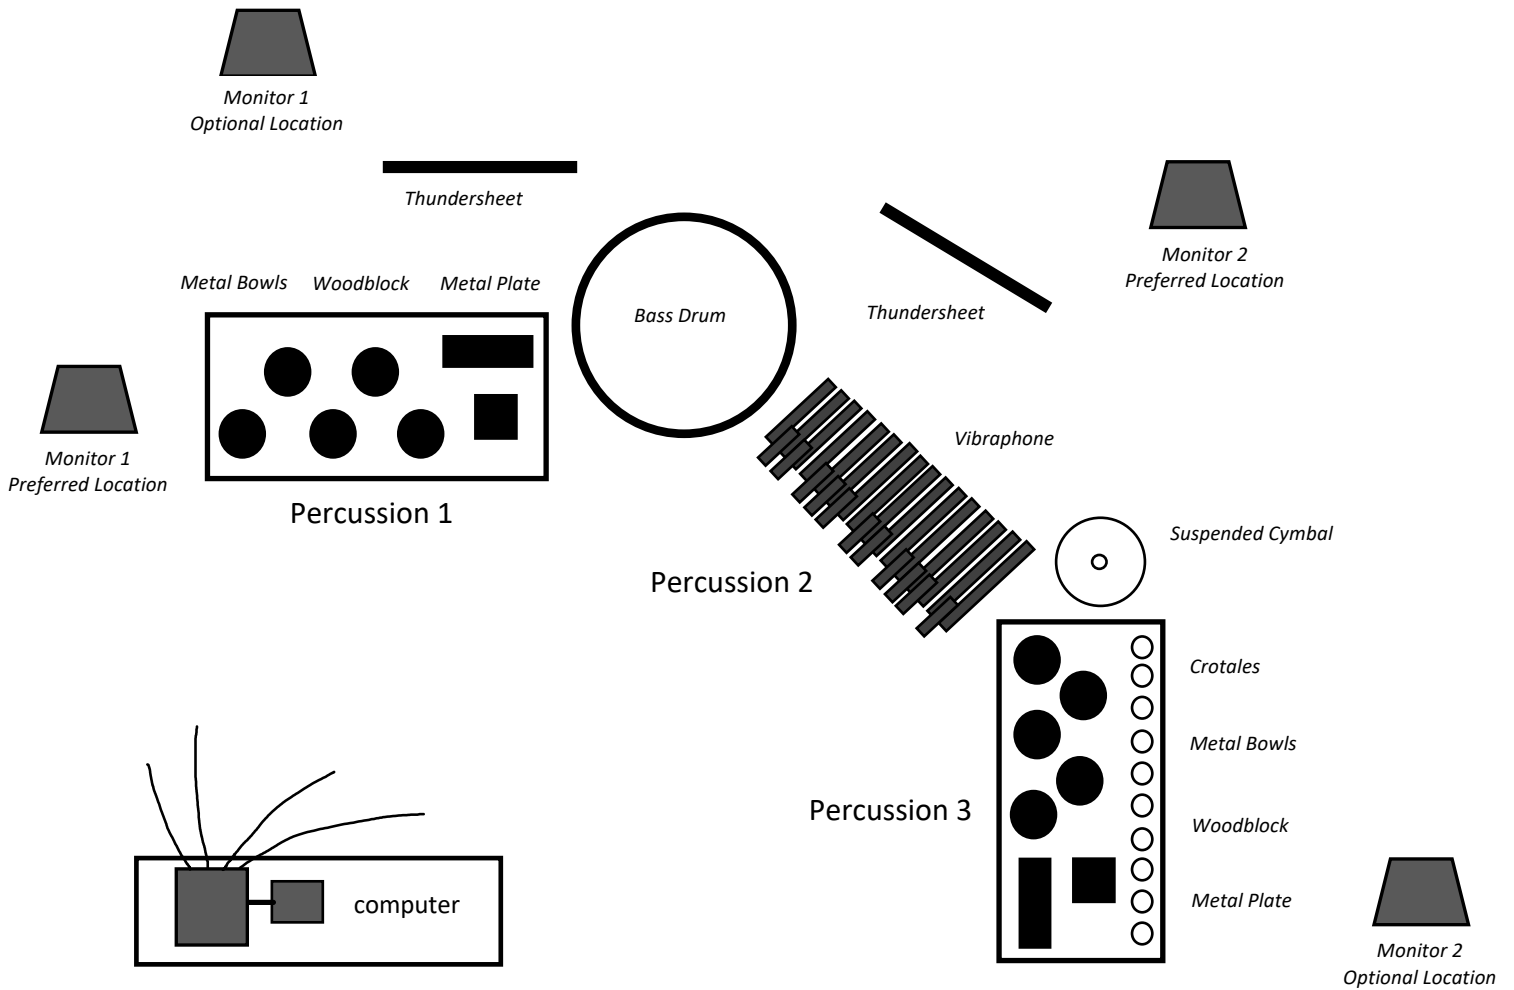 Monitor 1
Optional Location
Thundersheet
Monitor 2
Preferred Location
Metal Bowls Woodblock Metal Plate
Bass Drum
Thundersheet
Monitor 1
Preferred Location
Vibraphone
Percussion 1
Suspended Cymbal
Percussion 2
Crotales
Metal Bowls
Percussion 3
Woodblock
Metal Plate
computer
Monitor 2
Optional Location